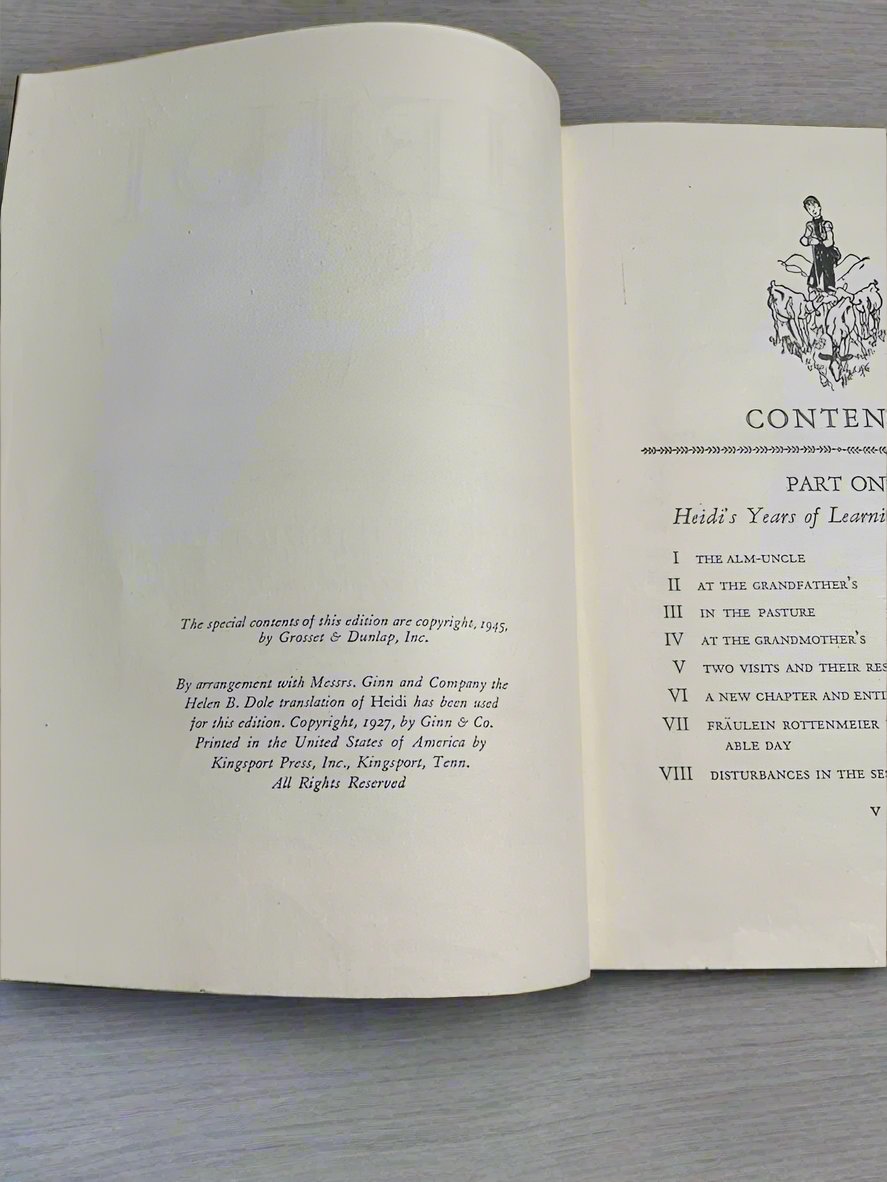 The special contents of this edition are copyright, 1945,
by Grosset & Dunlap, Inc.
By arrangement with Messrs. Ginn and Company the
Helen B. Dole translation of Heidi has been used
for this edition. Copyright, 1927, by Ginn & Co.
Printed in the United States of America by
Kingsport Press, Inc., Kingsport, Tenn.
All Rights Reserved
CONTEN
PART ON
Heidi's Years of Learni
I THE ALM-UNCLE
II AT THE GRANDFATHER'S
III IN THE PASTURE
IV AT THE GRANDMOTHER'S
V TWO VISITS AND THEIR RES
VI A NEW CHAPTER AND ENTI
VII FRÄULEIN ROTTENMEIER
ABLE DAY
VIII DISTURBANCES IN THE SE
V